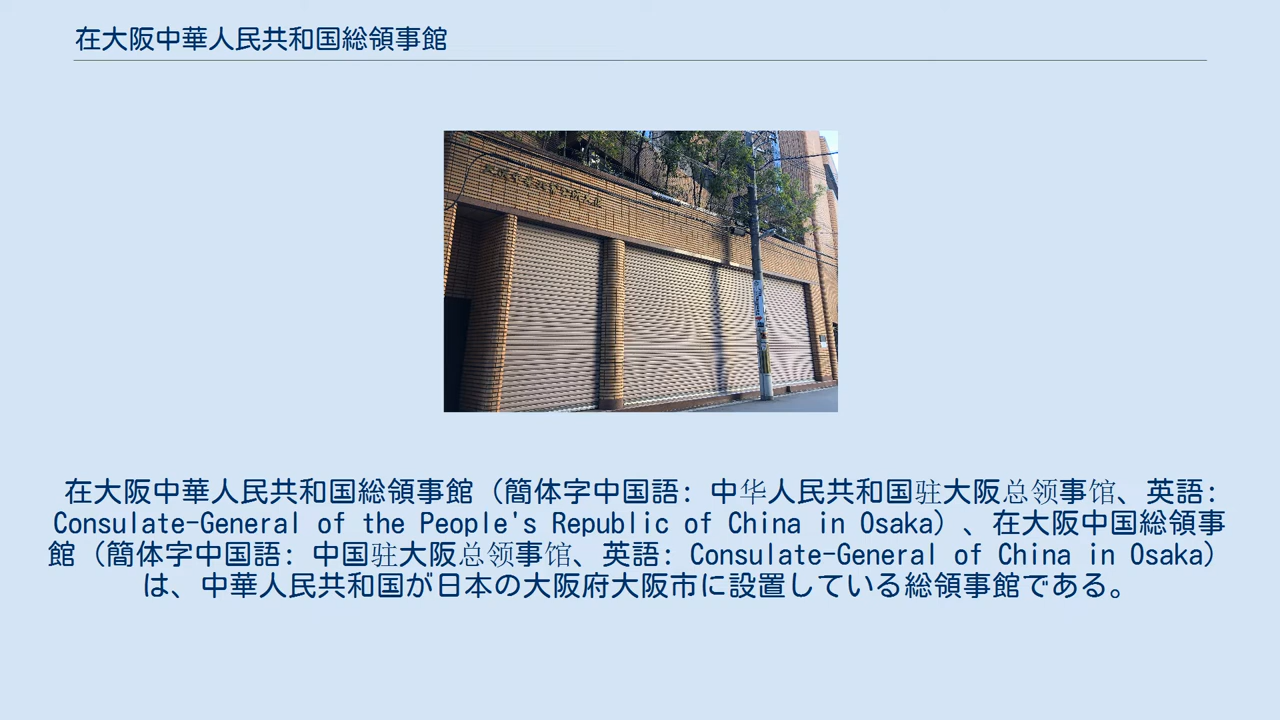 在大阪中華人民共和国総領事館
在大阪中華人民共和国総領事館（簡体字中国語: 中华人民共和国驻大阪总领事馆、英語:
Consulate-General of the People's Republic of China in Osaka）、在大阪中国総領事
館（簡体字中国語: 中国驻大阪总领事馆、英語: Consulate-General of China in Osaka）
は、中華人民共和国が日本の大阪府大阪市に設置している総領事館である。